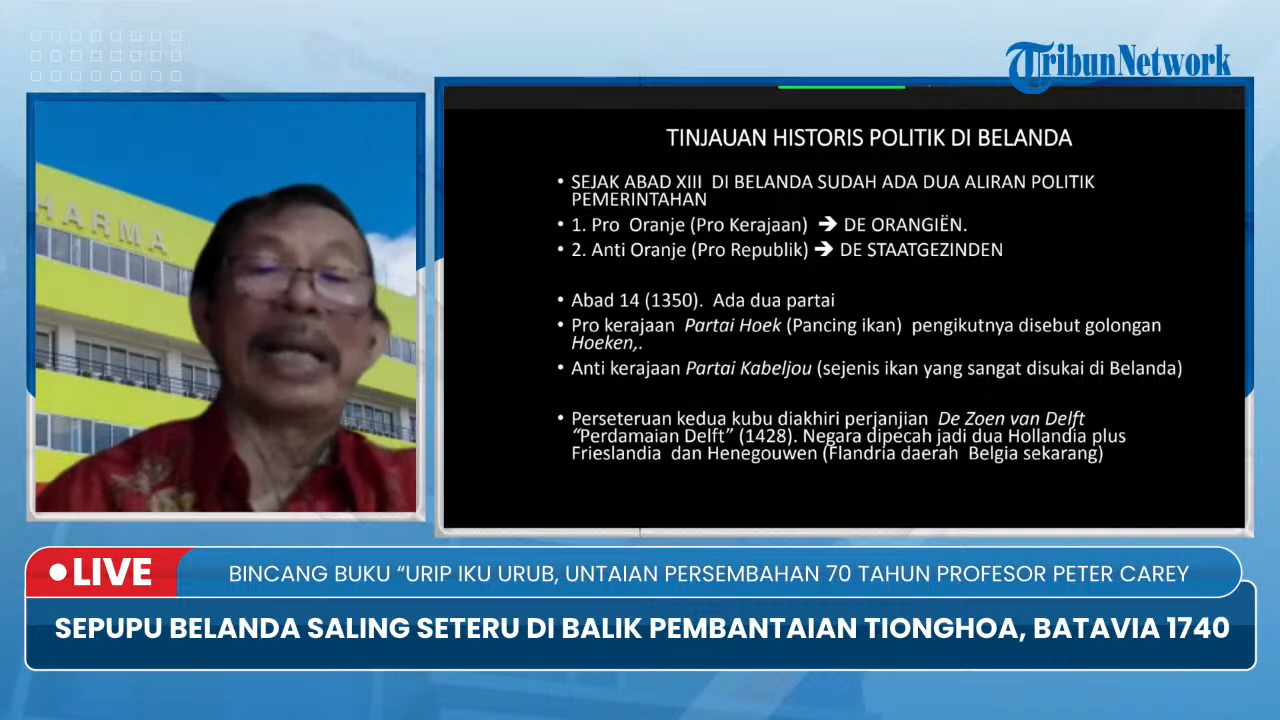 TribunNetwork
HARMA
TINJAUAN HISTORIS POLITIK DI BELANDA
• SEJAK ABAD XIII DI BELANDA SUDAH ADA DUA ALIRAN POLITIK
PEMERINTAHAN
• 1. Pro Oranje (Pro Kerajaan) ➔ DE ORANGIËN.
• 2. Anti Oranje (Pro Republik) ➔ DE STAATGEZINDEN
• Abad 14 (1350). Ada dua partai
• Pro kerajaan Partai Hoek (Pancing ikan) pengikutnya disebut golongan
Hoeken,.
• Anti kerajaan Partai Kabeljou (sejenis ikan yang sangat disukai di Belanda)
• Perseteruan kedua kubu diakhiri perjanjian De Zoen van Delft
“Perdamaian Delft” (1428). Negara dipecah jadi dua Hollandia plus
Frieslandia dan Henegouwen (Flandria daerah Belgia sekarang)
LIVE
BINCANG BUKU “URIP IKU URUB, UNTAIAN PERSEMBAHAN 70 TAHUN PROFESOR PETER CAREY
SEPUPU BELANDA SALING SETERU DI BALIK PEMBANTAIAN TIONGHOA, BATAVIA 1740